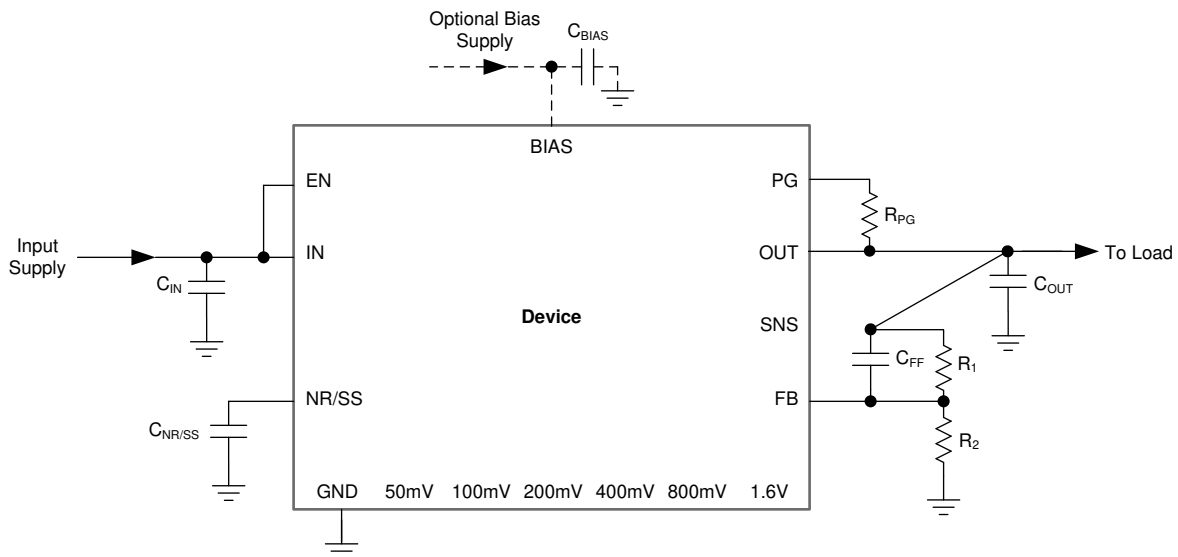 Optional Bias
Supply
C_BIAS
BIAS
EN
PG
R_PG
Input
Supply
IN
OUT
To Load
C_IN
C_OUT
Device
SNS
C_FF
R_1
NR/SS
FB
C_NR/SS
R_2
GND 50mV 100mV 200mV 400mV 800mV 1.6V